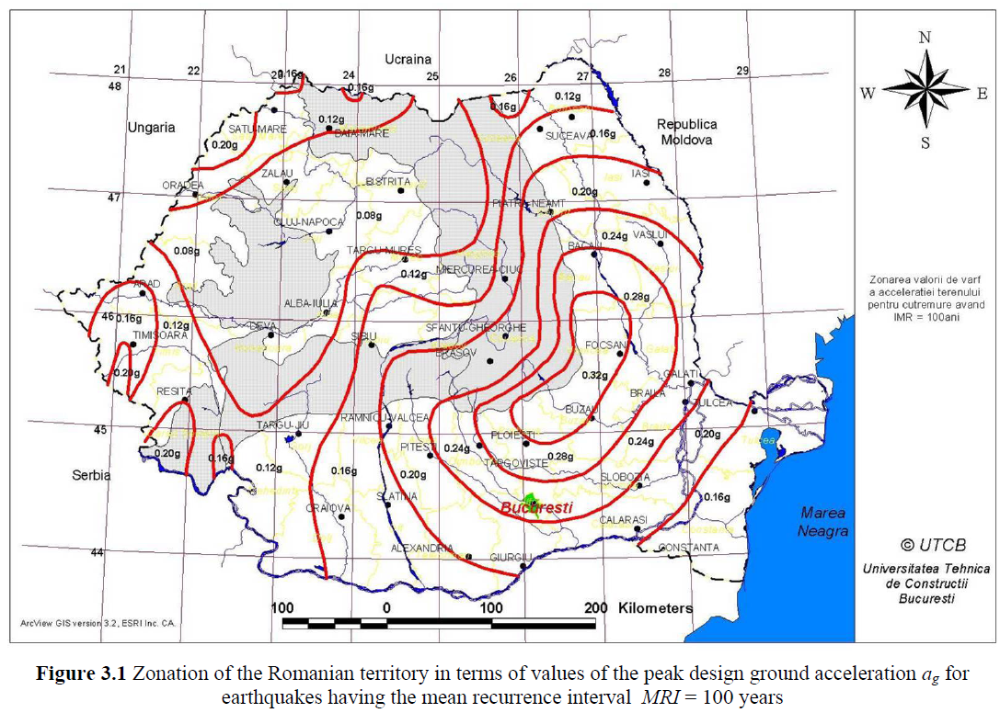 Ucraina
21
22
23
0.16g
24
25
26
27
28
29
48
0.16g
0.16g
0.12g
N
W
E
S
Ungaria
SATU-MARE
0.12g
BAIA-MARE
SUCEAVA
0.16g
Republica
Moldova
0.20g
ZALAU
BISTRITA
IASI
ORADEA
47
0.20g
PIATRA-NEAMT
CLUJ-NAPOCA
0.08g
0.24g
VASLUI
0.08g
TARGU-MURES
BACAU
0.12g
MIERCUREA-CIUC
Zonarea valorii de varf
a acceleratiei terenului
pentru cutremure avand
IMR = 100ani
ARAD
ALBA-IULIA
0.28g
46
0.16g
0.12g
DEVA
SFANTU-GHEORGHE
TIMISOARA
SIBIU
FOCSANI
BRASOV
0.20g
0.32g
GALATI
RESITA
BRAILA
TULCEA
BUZAU
45
TARGU-JIU
RAMNICU-VALCEA
0.20g
PLOIESTI
0.24g
0.24g
PITESTI
0.20g
0.16g
0.28g
TARGOVISTE
0.12g
0.16g
0.20g
SLOBOZIA
Serbia
0.16g
SLATINA
Bucuresti
CRAIOVA
CALARASI
Marea
Neagra
44
ALEXANDRIA
GIURGIU
CONSTANTA
© UTCB
Universitatea Tehnica
de Constructii
Bucuresti
100
0
100
200
Kilometers
ArcView GIS version 3.2, ESRI Inc. CA.
Figure 3.1 Zonation of the Romanian territory in terms of values of the peak design ground acceleration ag for
earthquakes having the mean recurrence interval MRI = 100 years